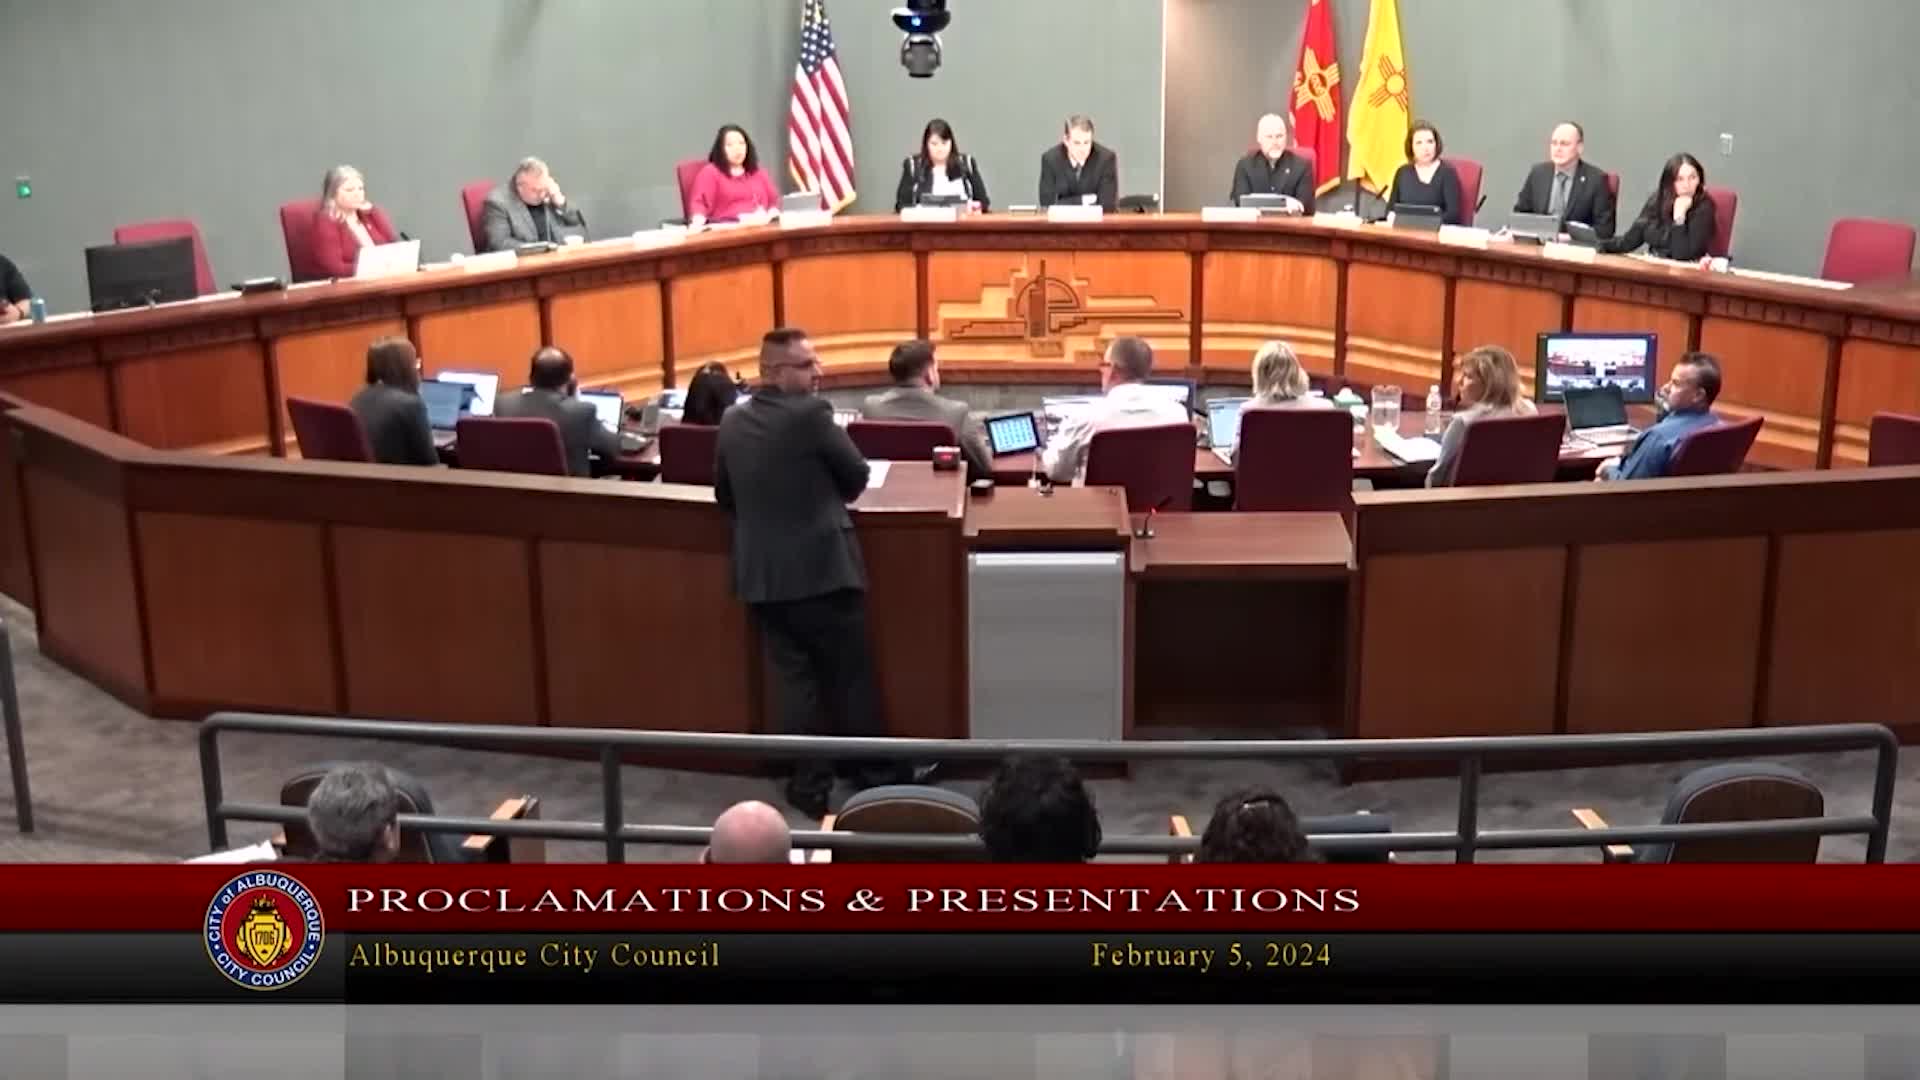 PROCLAMATIONS & PRESENTATIONS
CITY of ALBUQUERQUE
1706
CITY COUNCIL
Albuquerque City Council
February 5, 2024